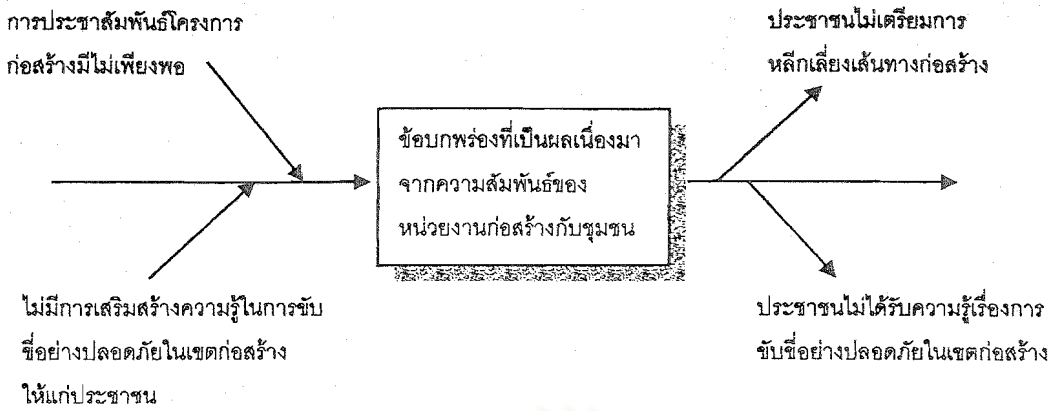 การประชาสัมพันธ์โครงการ
ก่อสร้างมีไม่เพียงพอ
ประชาชนไม่เตรียมการ
หลีกเลี่ยงเส้นทางก่อสร้าง
ข้อบกพร่องที่เป็นผลเนื่องมา
จากความสัมพันธ์ของ
หน่วยงานก่อสร้างกับชุมชน
ไม่มีการเสริมสร้างความรู้ในการขับ
ขี่อย่างปลอดภัยในเขตก่อสร้าง
ให้แก่ประชาชน
ประชาชนไม่ได้รับความรู้เรื่องการ
ขับขี่อย่างปลอดภัยในเขตก่อสร้าง